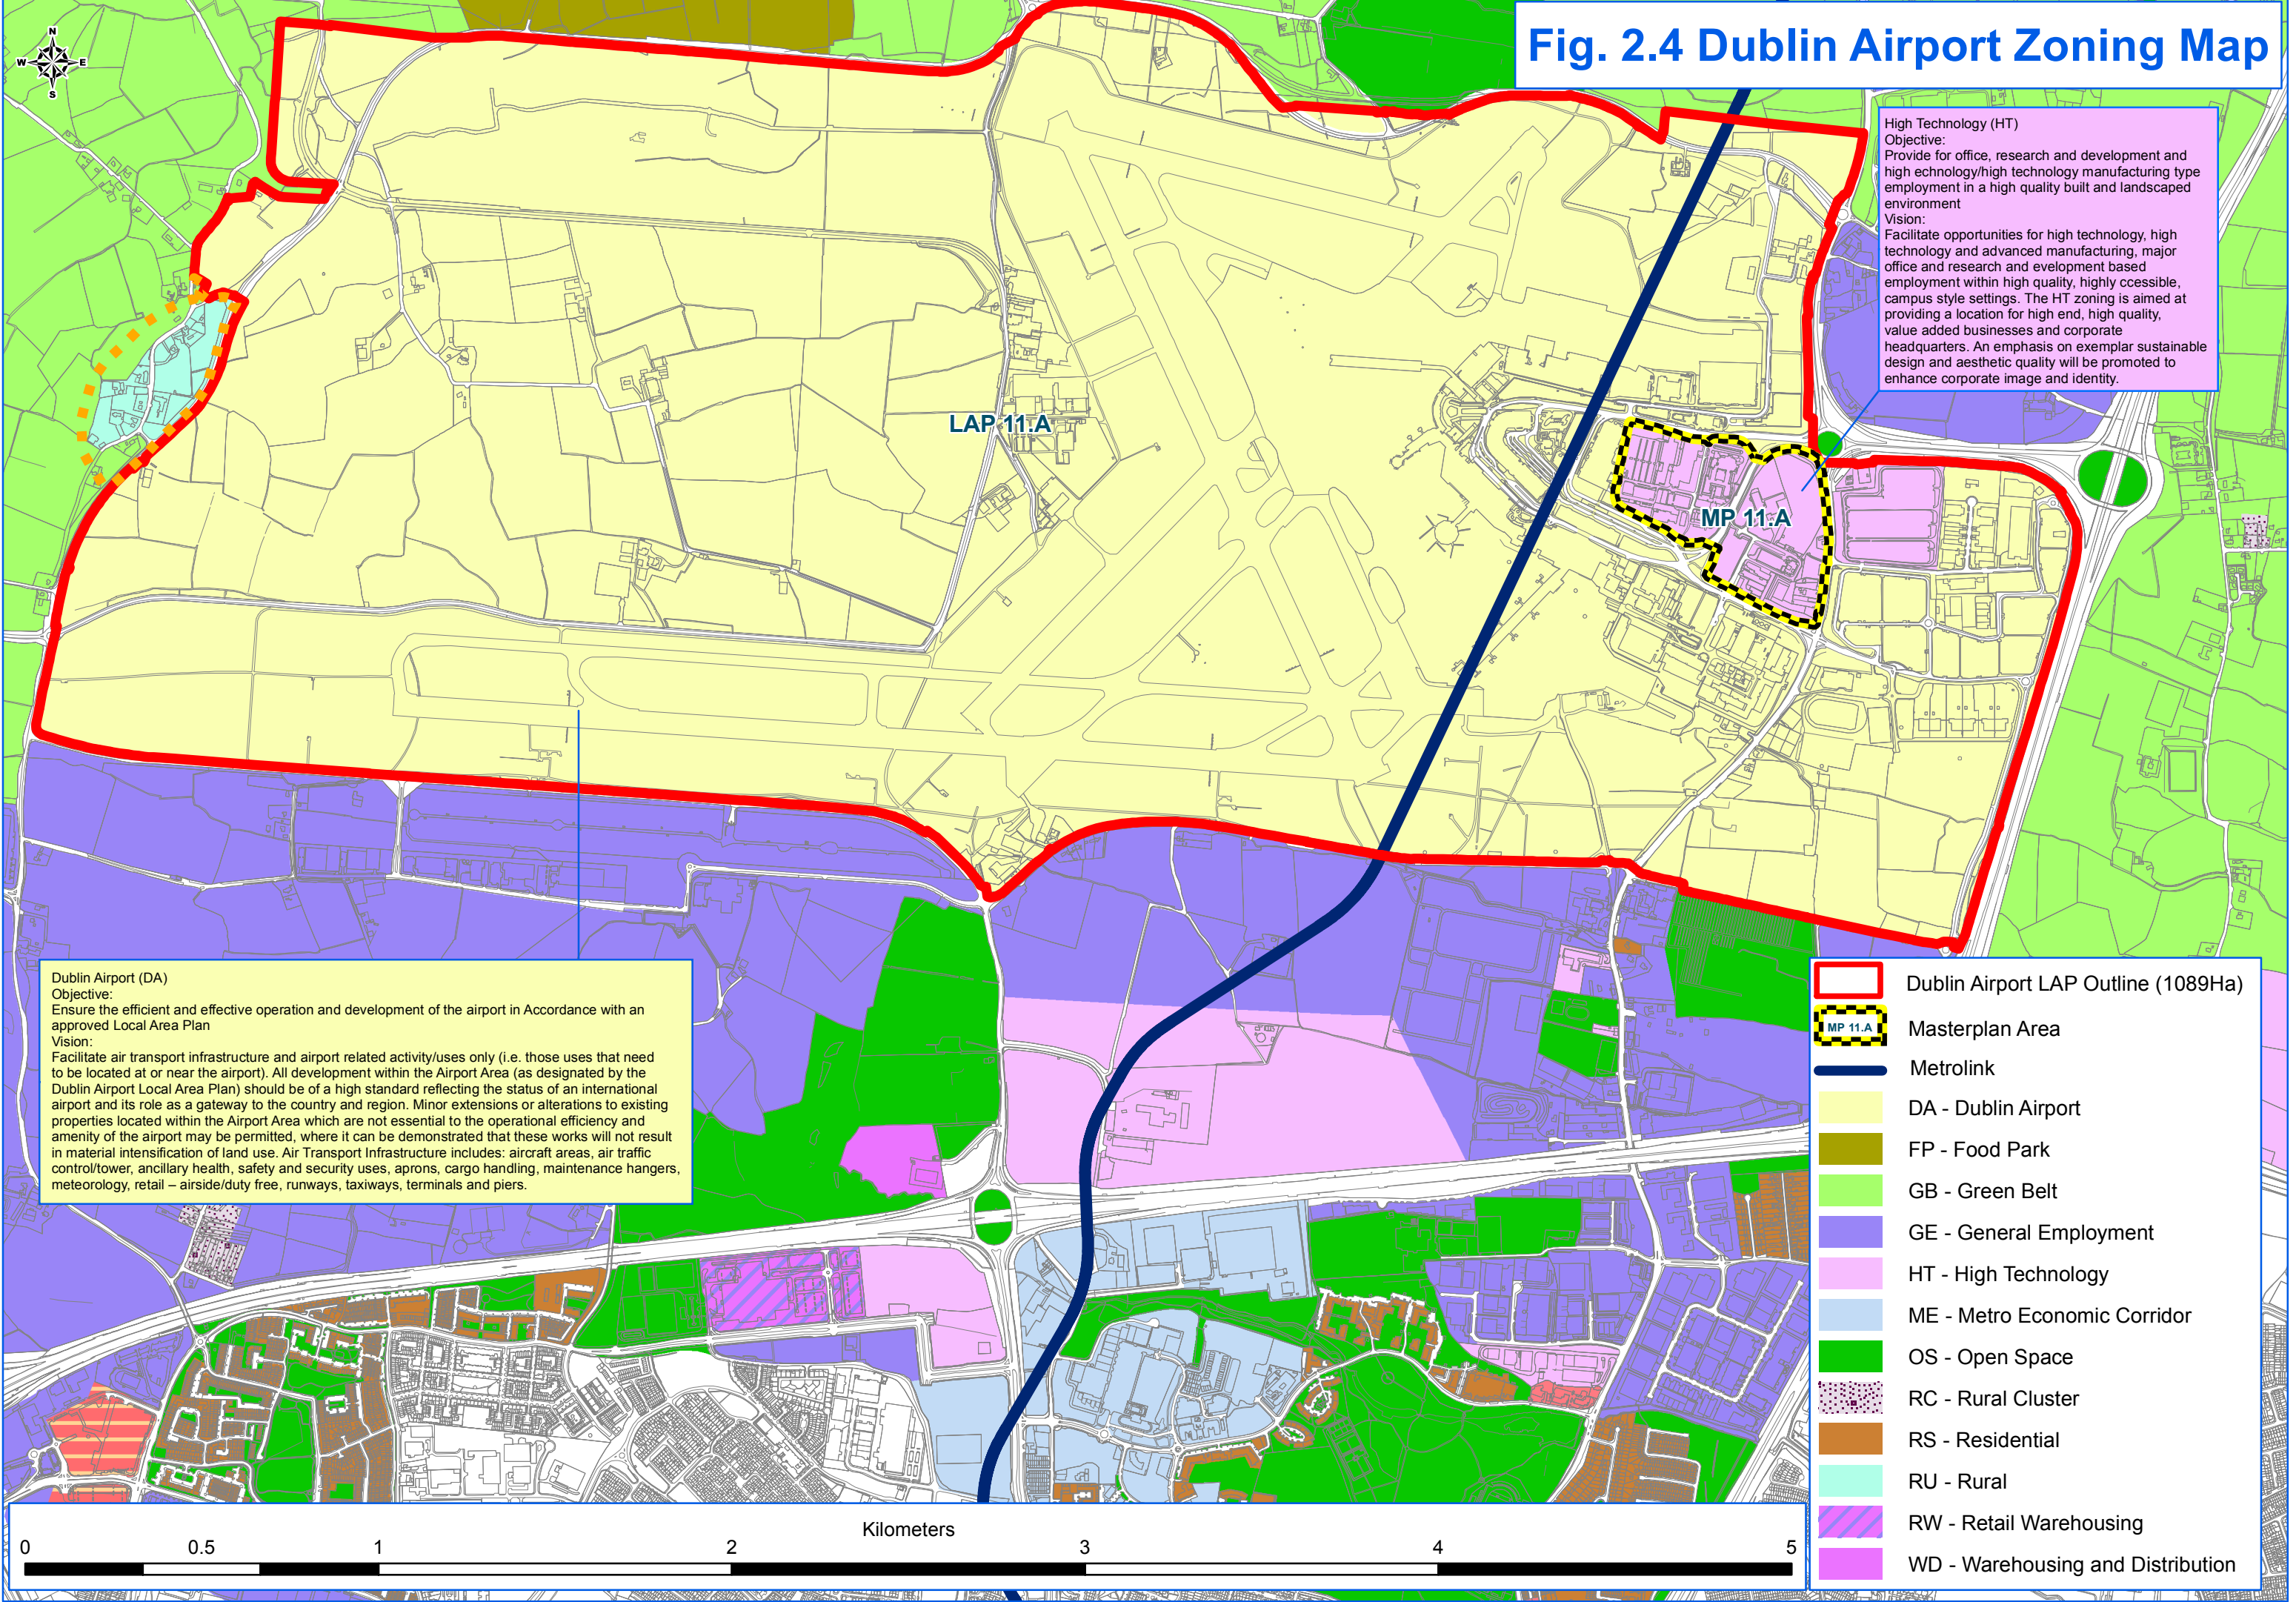 Fig. 2.4 Dublin Airport Zoning Map
N
W
E
S
High Technology (HT)
Objective:
Provide for office, research and development and
high echnology/high technology manufacturing type
employment in a high quality built and landscaped
environment
Vision:
Facilitate opportunities for high technology, high
technology and advanced manufacturing, major
office and research and evelopment based
employment within high quality, highly ccessible,
campus style settings. The HT zoning is aimed at
providing a location for high end, high quality,
value added businesses and corporate
headquarters. An emphasis on exemplar sustainable
design and aesthetic quality will be promoted to
enhance corporate image and identity.
LAP 11.A
MP 11.A
Dublin Airport (DA)
Objective:
Ensure the efficient and effective operation and development of the airport in Accordance with an
approved Local Area Plan
Vision:
Facilitate air transport infrastructure and airport related activity/uses only (i.e. those uses that need
to be located at or near the airport). All development within the Airport Area (as designated by the
Dublin Airport Local Area Plan) should be of a high standard reflecting the status of an international
airport and its role as a gateway to the country and region. Minor extensions or alterations to existing
properties located within the Airport Area which are not essential to the operational efficiency and
amenity of the airport may be permitted, where it can be demonstrated that these works will not result
in material intensification of land use. Air Transport Infrastructure includes: aircraft areas, air traffic
control/tower, ancillary health, safety and security uses, aprons, cargo handling, maintenance hangers,
meteorology, retail – airside/duty free, runways, taxiways, terminals and piers.
Dublin Airport LAP Outline (1089Ha)
MP 11.A
Masterplan Area
Metrolink
DA - Dublin Airport
FP - Food Park
GB - Green Belt
GE - General Employment
HT - High Technology
ME - Metro Economic Corridor
OS - Open Space
RC - Rural Cluster
RS - Residential
RU - Rural
RW - Retail Warehousing
WD - Warehousing and Distribution
Kilometers
0 0.5 1 2 3 4 5